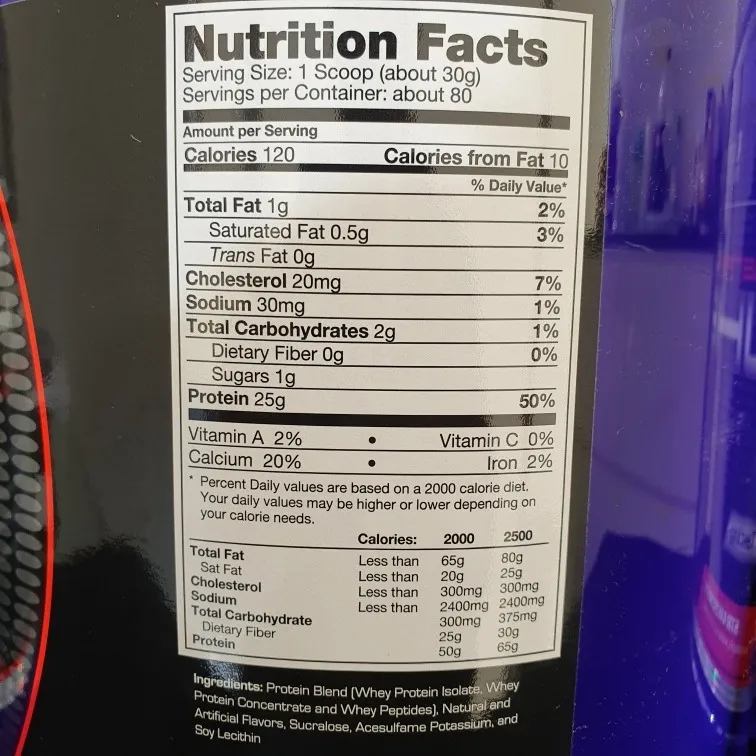 Nutrition Facts
Serving Size: 1 Scoop (about 30g)
Servings per Container: about 80
Amount per Serving
Calories 120 Calories from Fat 10
% Daily Value*
Total Fat 1g 2%
Saturated Fat 0.5g 3%
Trans Fat 0g
Cholesterol 20mg 7%
Sodium 30mg 1%
Total Carbohydrates 2g 1%
Dietary Fiber 0g 0%
Sugars 1g
Protein 25g 50%
Vitamin A 2% • Vitamin C 0%
Calcium 20% • Iron 2%
* Percent Daily values are based on a 2000 calorie diet.
Your daily values may be higher or lower depending on
your calorie needs.
Calories: 2000 2500
Total Fat Less than 65g 80g
Sat Fat Less than 20g 25g
Cholesterol Less than 300mg 300mg
Sodium Less than 2400mg 2400mg
Total Carbohydrate 300mg 375mg
Dietary Fiber 25g 30g
Protein 50g 65g
Ingredients: Protein Blend (Whey Protein Isolate, Whey
Protein Concentrate and Whey Peptides), Natural and
Artificial Flavors, Sucralose, Acesulfame Potassium, and
Soy Lecithin